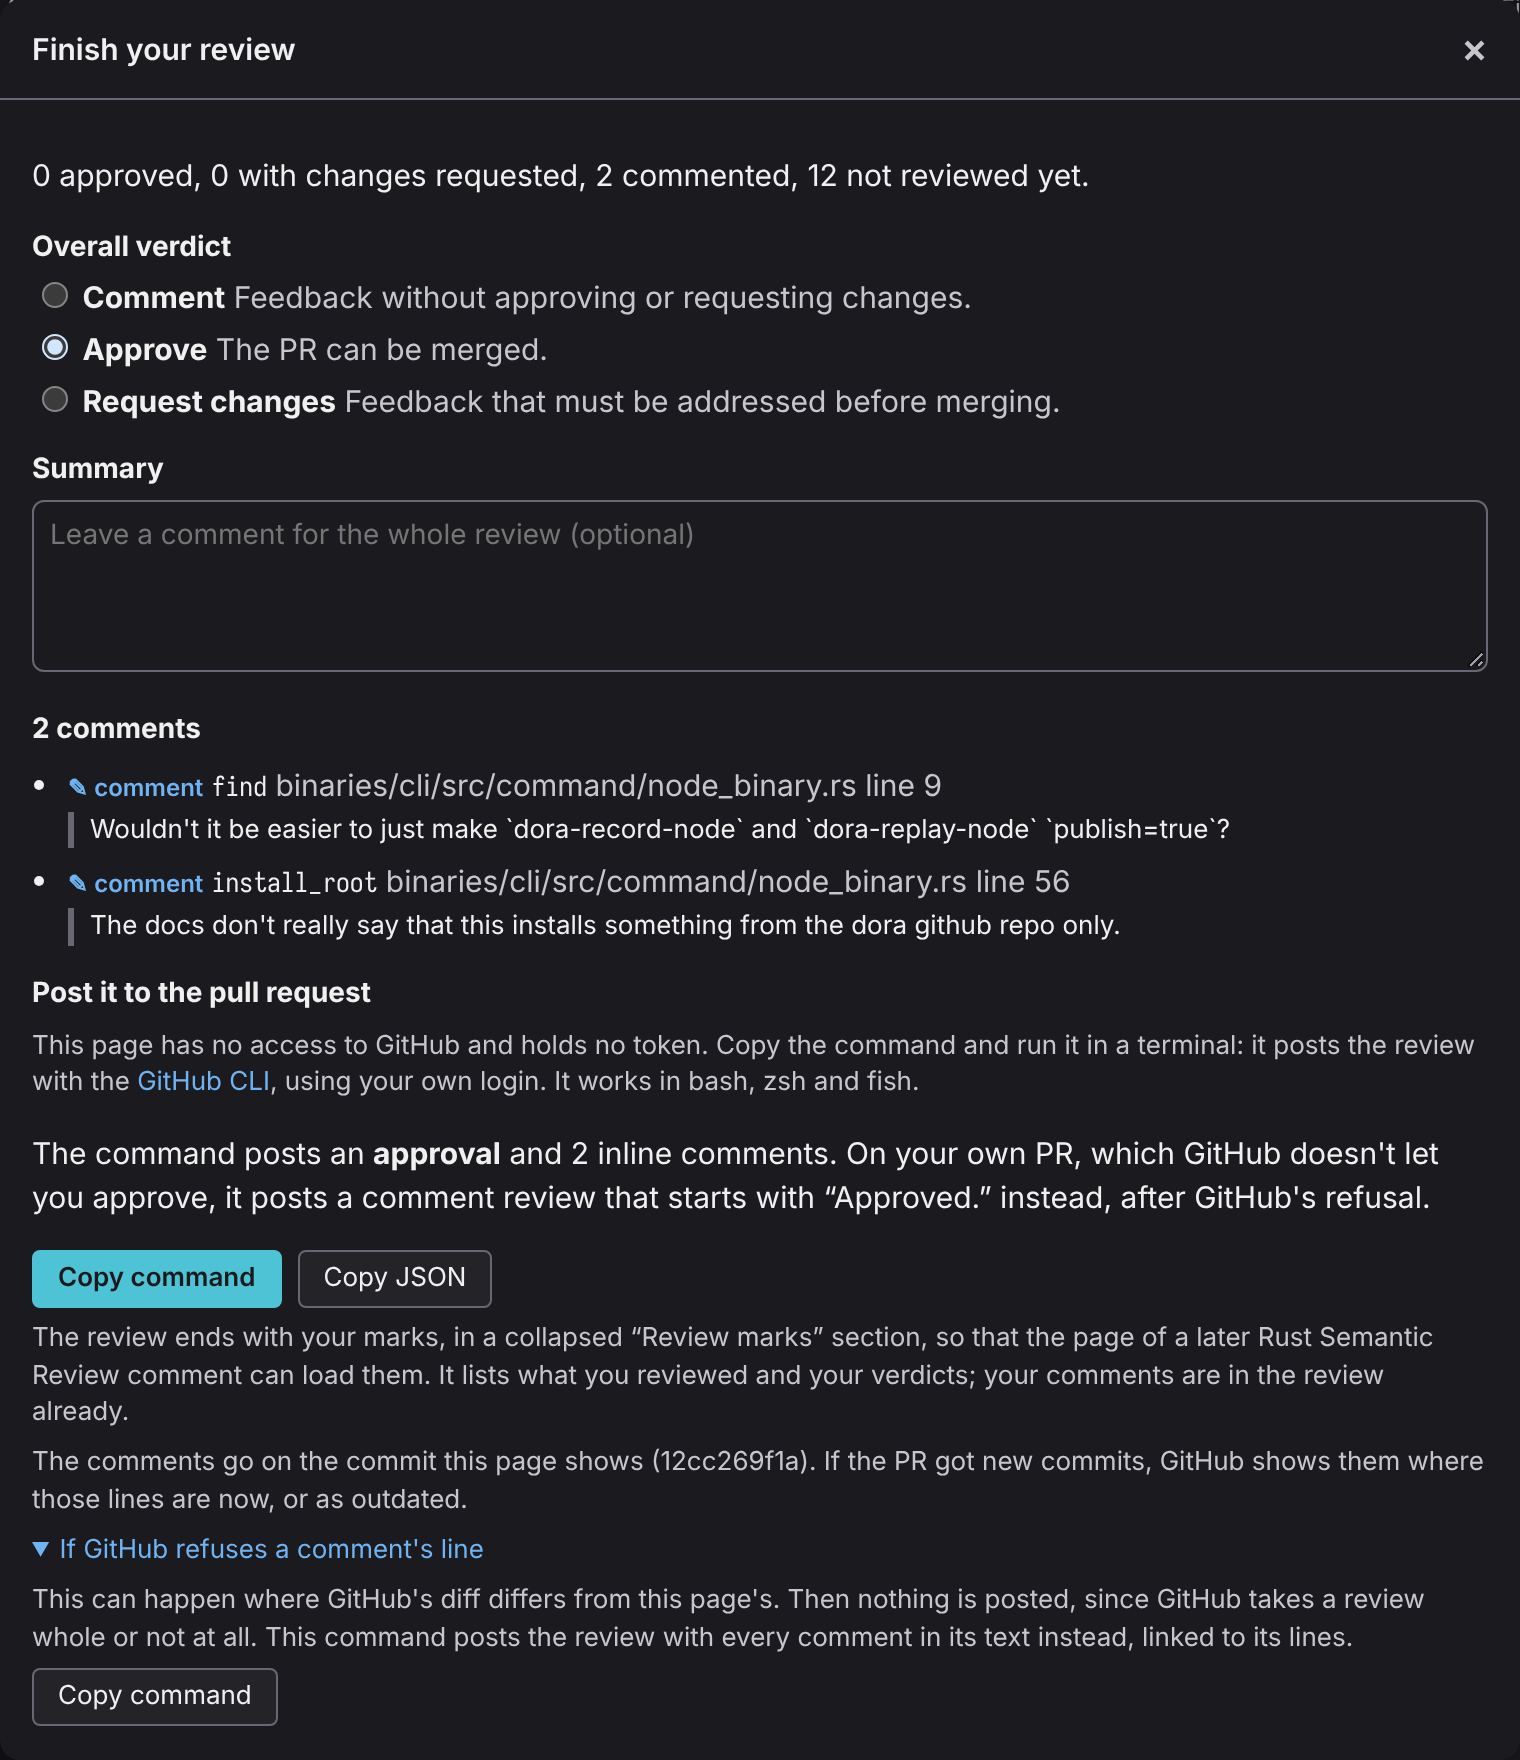 Finish your review
×
0 approved, 0 with changes requested, 2 commented, 12 not reviewed yet.
Overall verdict
Comment Feedback without approving or requesting changes.
Approve The PR can be merged.
Request changes Feedback that must be addressed before merging.
Summary
Leave a comment for the whole review (optional)
2 comments
• ✎ comment find binaries/cli/src/command/node_binary.rs line 9
Wouldn't it be easier to just make `dora-record-node` and `dora-replay-node` `publish=true`?
• ✎ comment install_root binaries/cli/src/command/node_binary.rs line 56
The docs don't really say that this installs something from the dora github repo only.
Post it to the pull request
This page has no access to GitHub and holds no token. Copy the command and run it in a terminal: it posts the review
with the GitHub CLI, using your own login. It works in bash, zsh and fish.
The command posts an approval and 2 inline comments. On your own PR, which GitHub doesn't let
you approve, it posts a comment review that starts with “Approved.” instead, after GitHub's refusal.
Copy command
Copy JSON
The review ends with your marks, in a collapsed “Review marks” section, so that the page of a later Rust Semantic
Review comment can load them. It lists what you reviewed and your verdicts; your comments are in the review
already.
The comments go on the commit this page shows (12cc269f1a). If the PR got new commits, GitHub shows them where
those lines are now, or as outdated.
▼ If GitHub refuses a comment's line
This can happen where GitHub's diff differs from this page's. Then nothing is posted, since GitHub takes a review
whole or not at all. This command posts the review with every comment in its text instead, linked to its lines.
Copy command